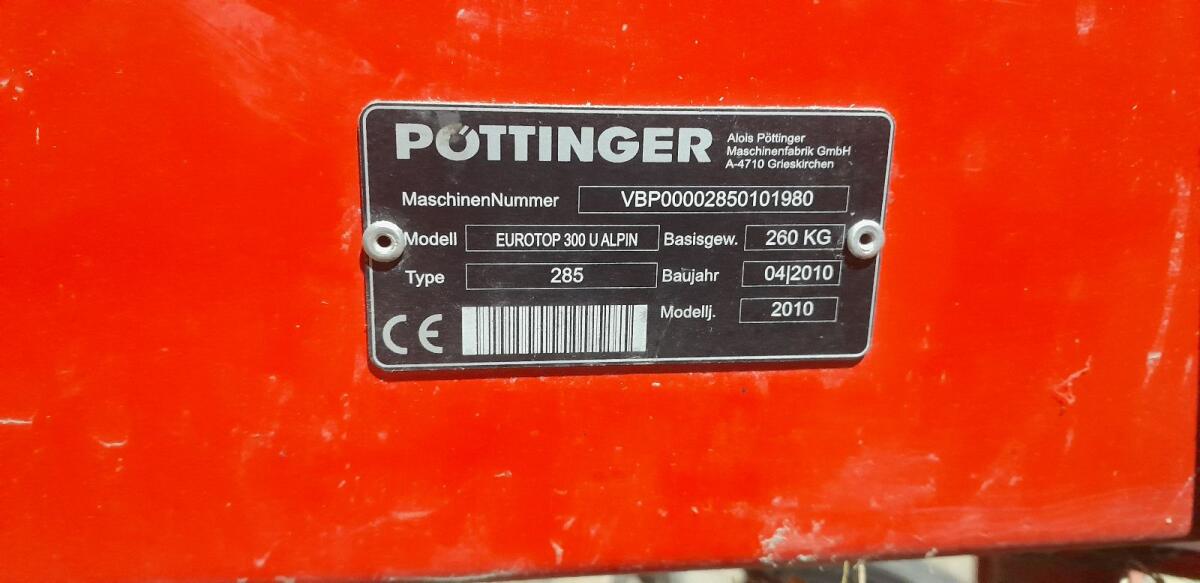 PÖTTINGER
Alois Pöttinger
Maschinenfabrik GmbH
A-4710 Grieskirchen
MaschinenNummer VBP00002850101980
Modell EUROTOP 300 U ALPIN Basisgew. 260 KG
Type 285 Baujahr 04|2010
Modellj. 2010
CE